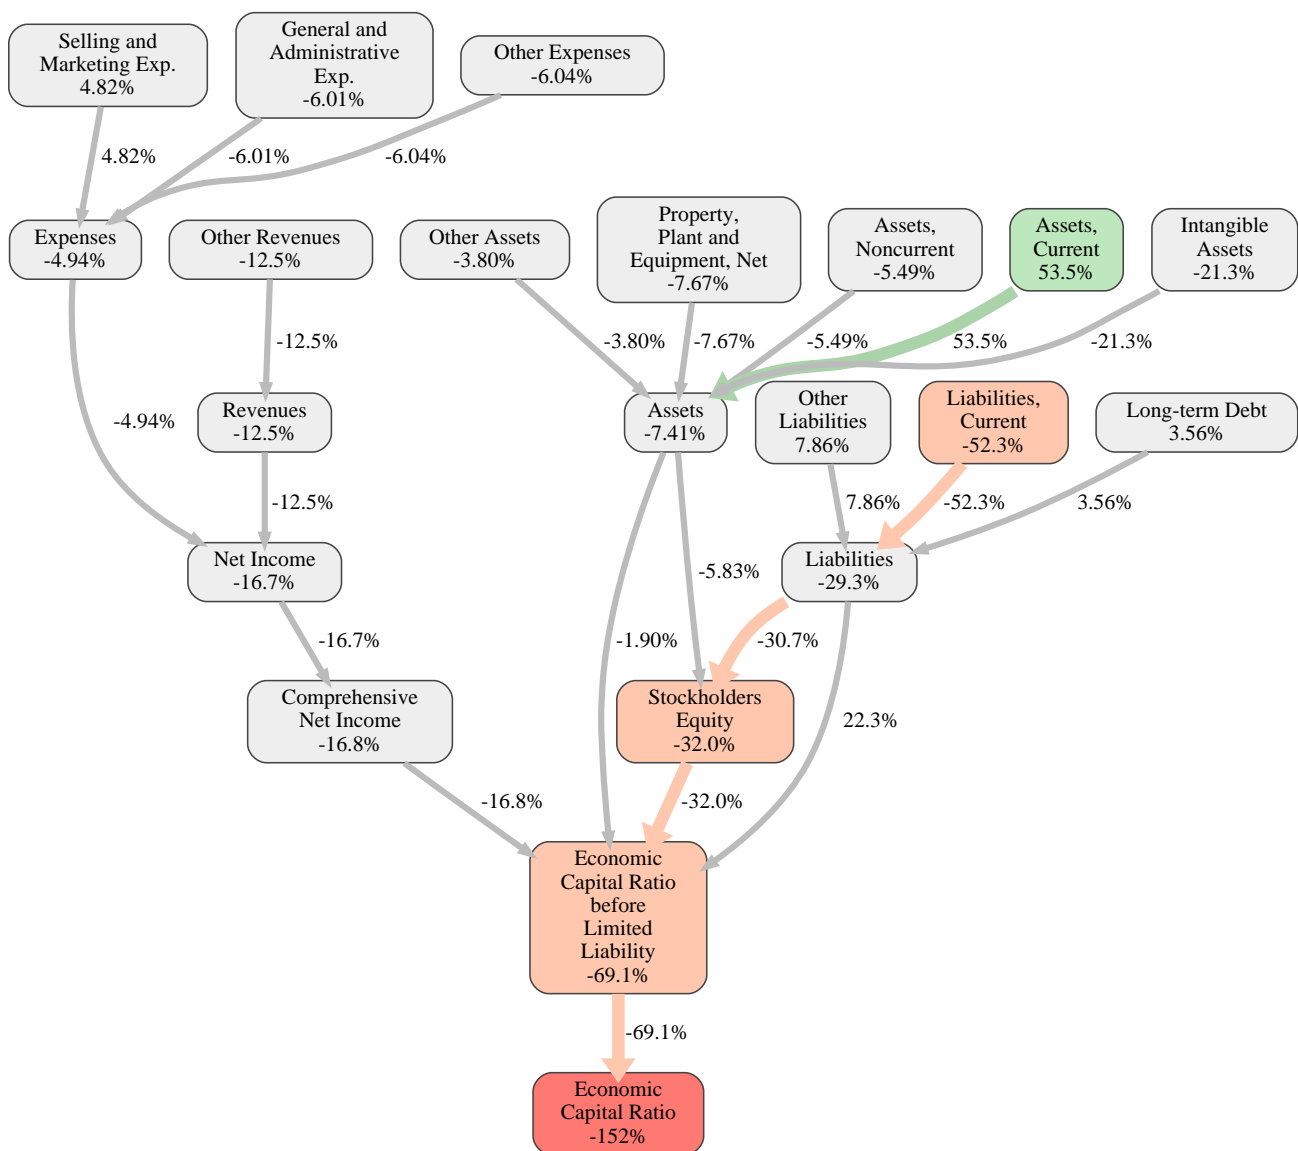 Selling and
Marketing Exp.
4.82%
General and
Administrative
Exp.
-6.01%
Other Expenses
-6.04%
4.82%
-6.01%
-6.04%
Expenses
-4.94%
Other Revenues
-12.5%
Other Assets
-3.80%
Property,
Plant and
Equipment, Net
-7.67%
Assets,
Noncurrent
-5.49%
Assets,
Current
53.5%
Intangible
Assets
-21.3%
-12.5%
-3.80%
-7.67%
-5.49%
53.5%
-21.3%
-4.94%
Revenues
-12.5%
Assets
-7.41%
Other
Liabilities
7.86%
Liabilities,
Current
-52.3%
Long-term Debt
3.56%
-12.5%
7.86%
-52.3%
3.56%
Net Income
-16.7%
-5.83%
Liabilities
-29.3%
-16.7%
-1.90%
-30.7%
Comprehensive
Net Income
-16.8%
Stockholders
Equity
-32.0%
22.3%
-16.8%
-32.0%
Economic
Capital Ratio
before
Limited
Liability
-69.1%
-69.1%
Economic
Capital Ratio
-152%